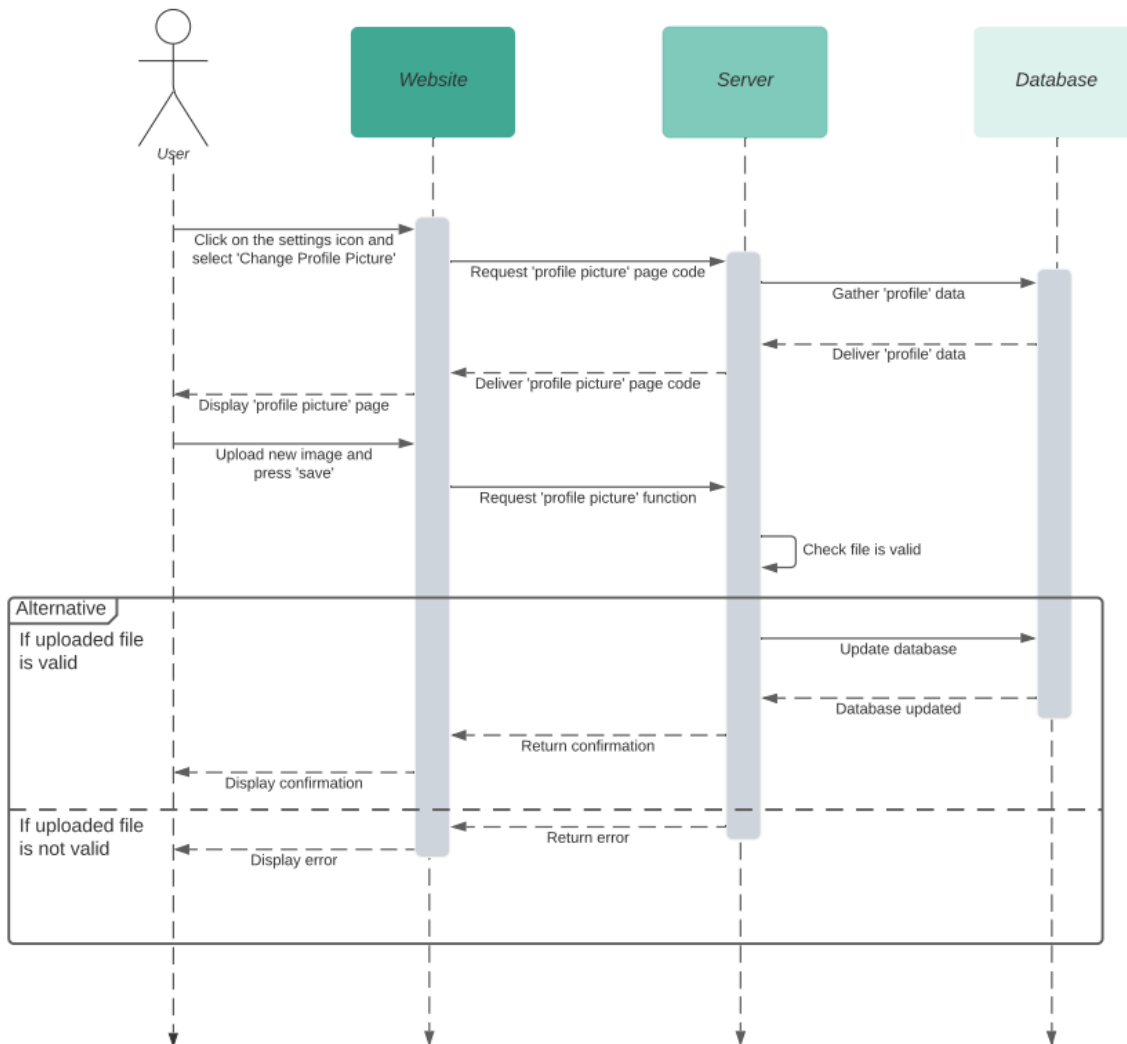 Website
Server
Database
User
Click on the settings icon and
select 'Change Profile Picture'
Request 'profile picture' page code
Gather 'profile' data
Deliver 'profile' data
Deliver 'profile picture' page code
Display 'profile picture' page
Upload new image and
press 'save'
Request 'profile picture' function
Check file is valid
Alternative
If uploaded file
is valid
Update database
Database updated
Return confirmation
Display confirmation
If uploaded file
is not valid
Return error
Display error